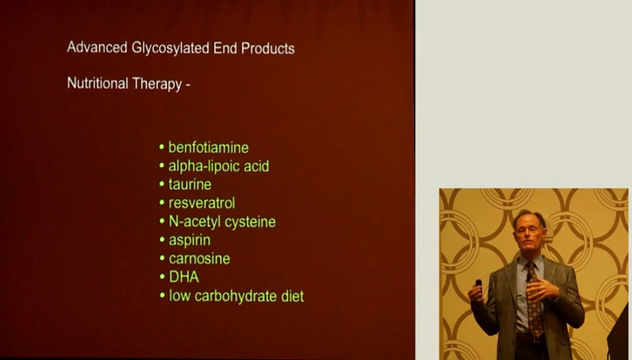 Advanced Glycosylated End Products
Nutritional Therapy -
• benfotiamine
• alpha-lipoic acid
• taurine
• resveratrol
• N-acetyl cysteine
• aspirin
• carnosine
• DHA
• low carbohydrate diet